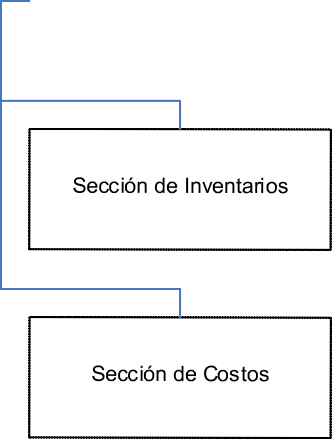 Sección de Inventarios
Sección de Costos